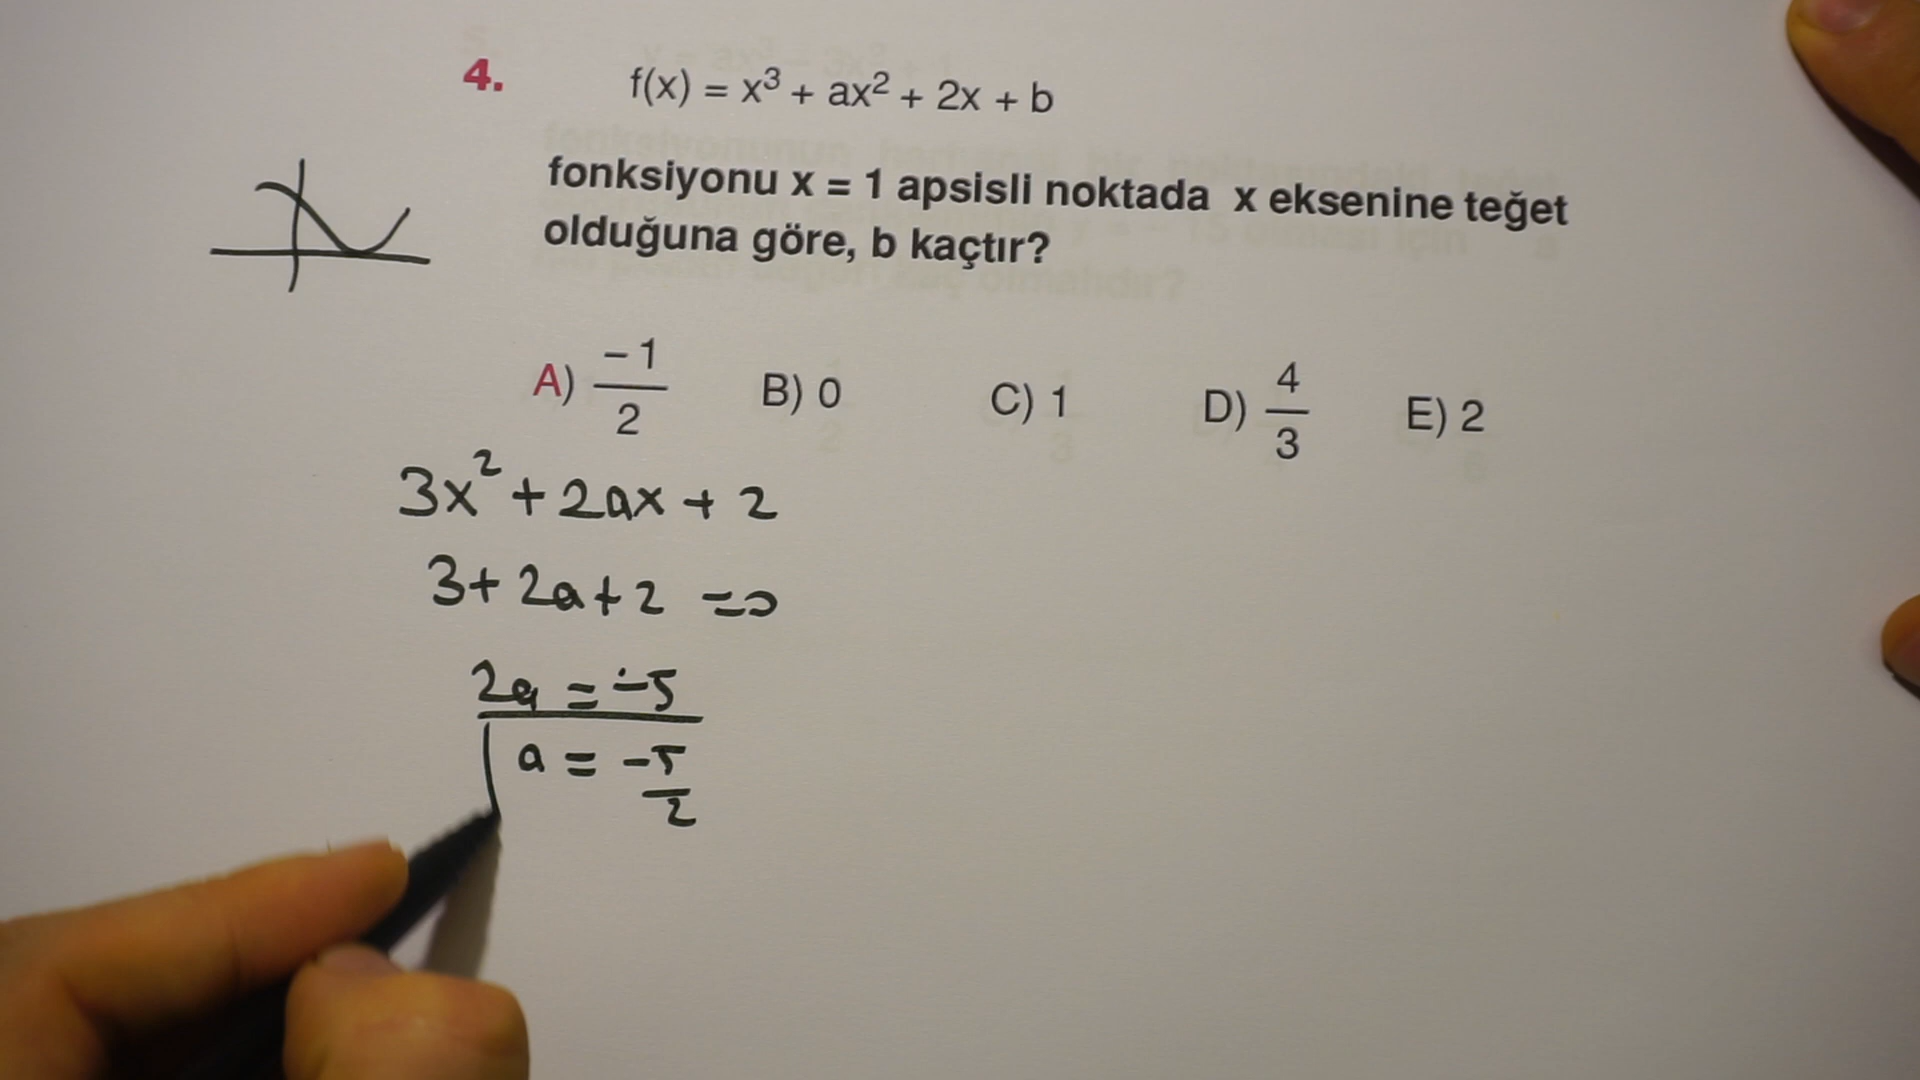 4. f(x) = x³ + ax² + 2x + b
fonksiyonu x = 1 apsisli noktada x eksenine teğet
olduğuna göre, b kaçtır?
A) -1/2 B) 0 C) 1 D) 4/3 E) 2
3x² + 2ax + 2
3 + 2a + 2 = 0
2a = -5
a = -5/2